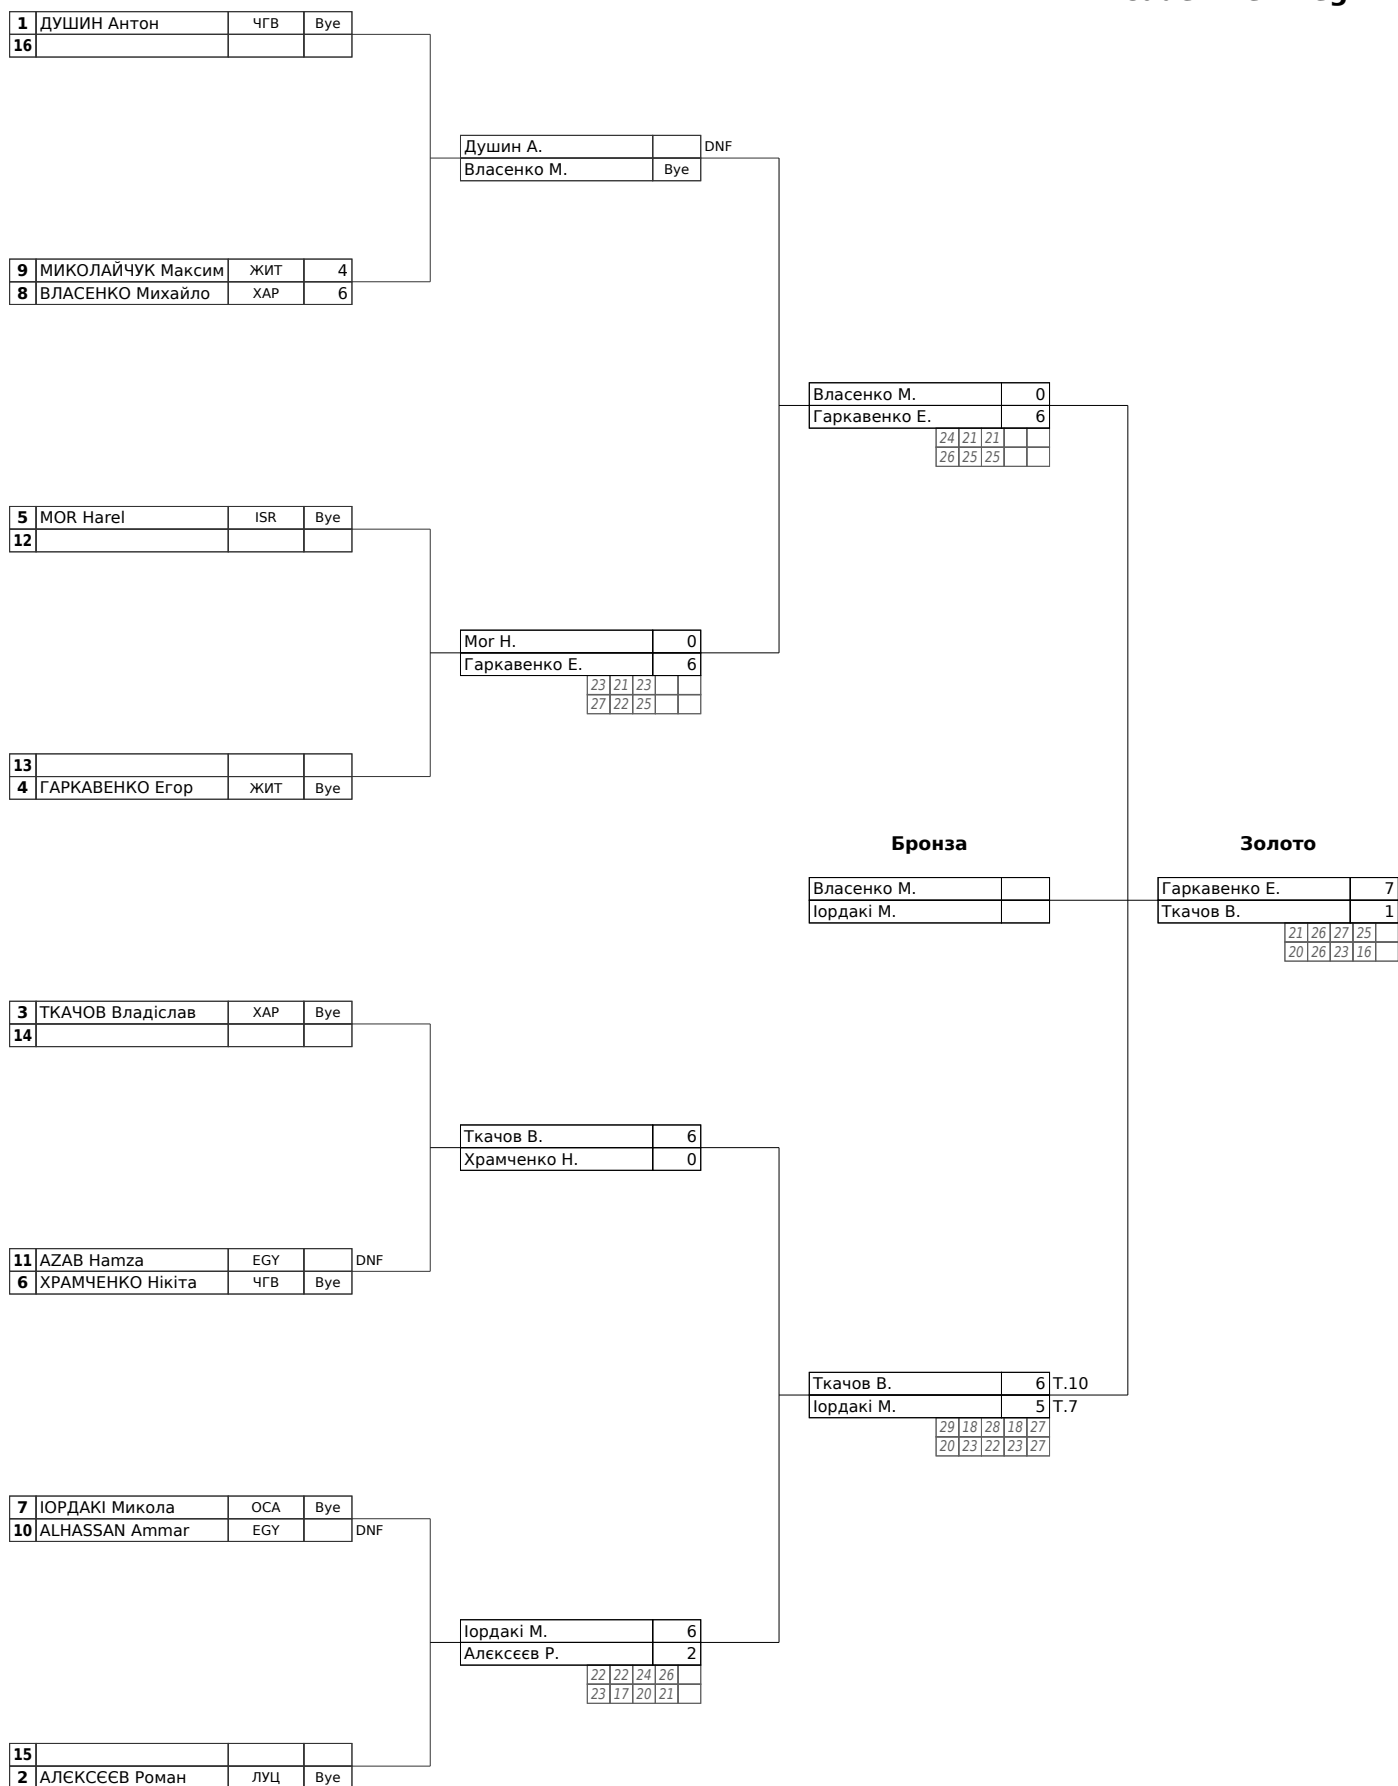 1 ДУШИН Антон ЧГВ Bye
16
Душин А. DNF
Власенко М. Bye
9 МИКОЛАЙЧУК Максим ЖИТ 4
8 ВЛАСЕНКО Михайло ХАР 6
Власенко М. 0
Гаркавенко Е. 6
24 21 21
26 25 25
5 MOR Harel ISR Bye
12
Mor H. 0
Гаркавенко Е. 6
23 21 23
27 22 25
13
4 ГАРКАВЕНКО Егор ЖИТ Bye
Бронза Золото
Власенко М. Гаркавенко Е. 7
Іордакі М. Ткачов В. 1
21 26 27 25
20 26 23 16
3 ТКАЧОВ Владіслав ХАР Bye
14
Ткачов В. 6
Храмченко Н. 0
11 AZAB Hamza EGY DNF
6 ХРАМЧЕНКО Нікіта ЧГВ Bye
Ткачов В. 6 T.10
Іордакі М. 5 T.7
29 18 28 18 27
20 23 22 23 27
7 ІОРДАКІ Микола ОСА Bye
10 ALHASSAN Ammar EGY DNF
Іордакі М. 6
Алєксєєв Р. 2
22 22 24 26
23 17 20 21
15
2 АЛЄКСЄЄВ Роман ЛУЦ Bye